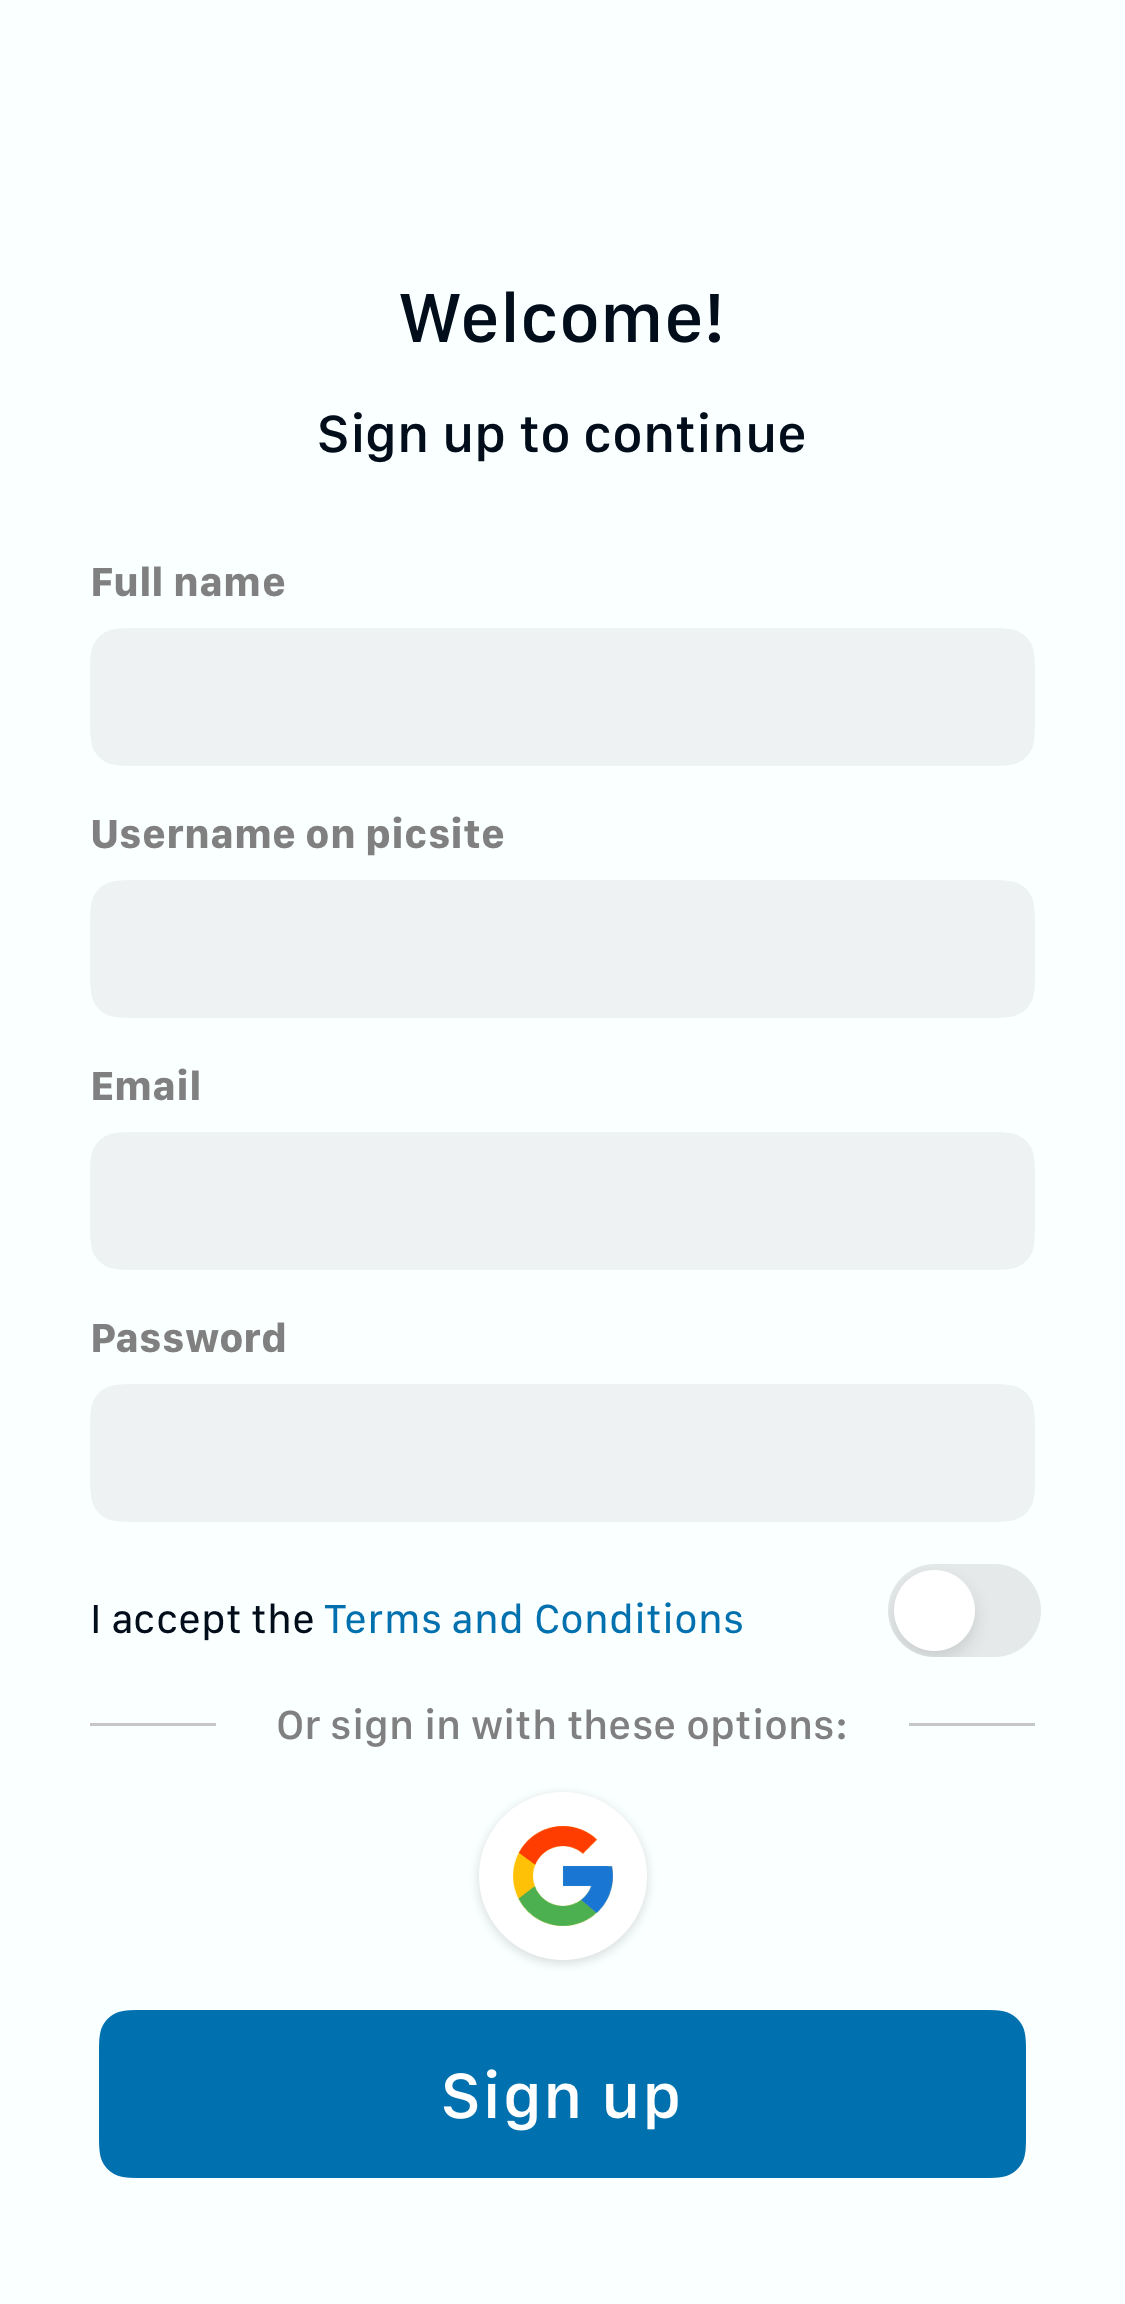 Welcome!
Sign up to continue
Full name
Username on picsite
Email
Password
I accept the Terms and Conditions
Or sign in with these options:
Sign up